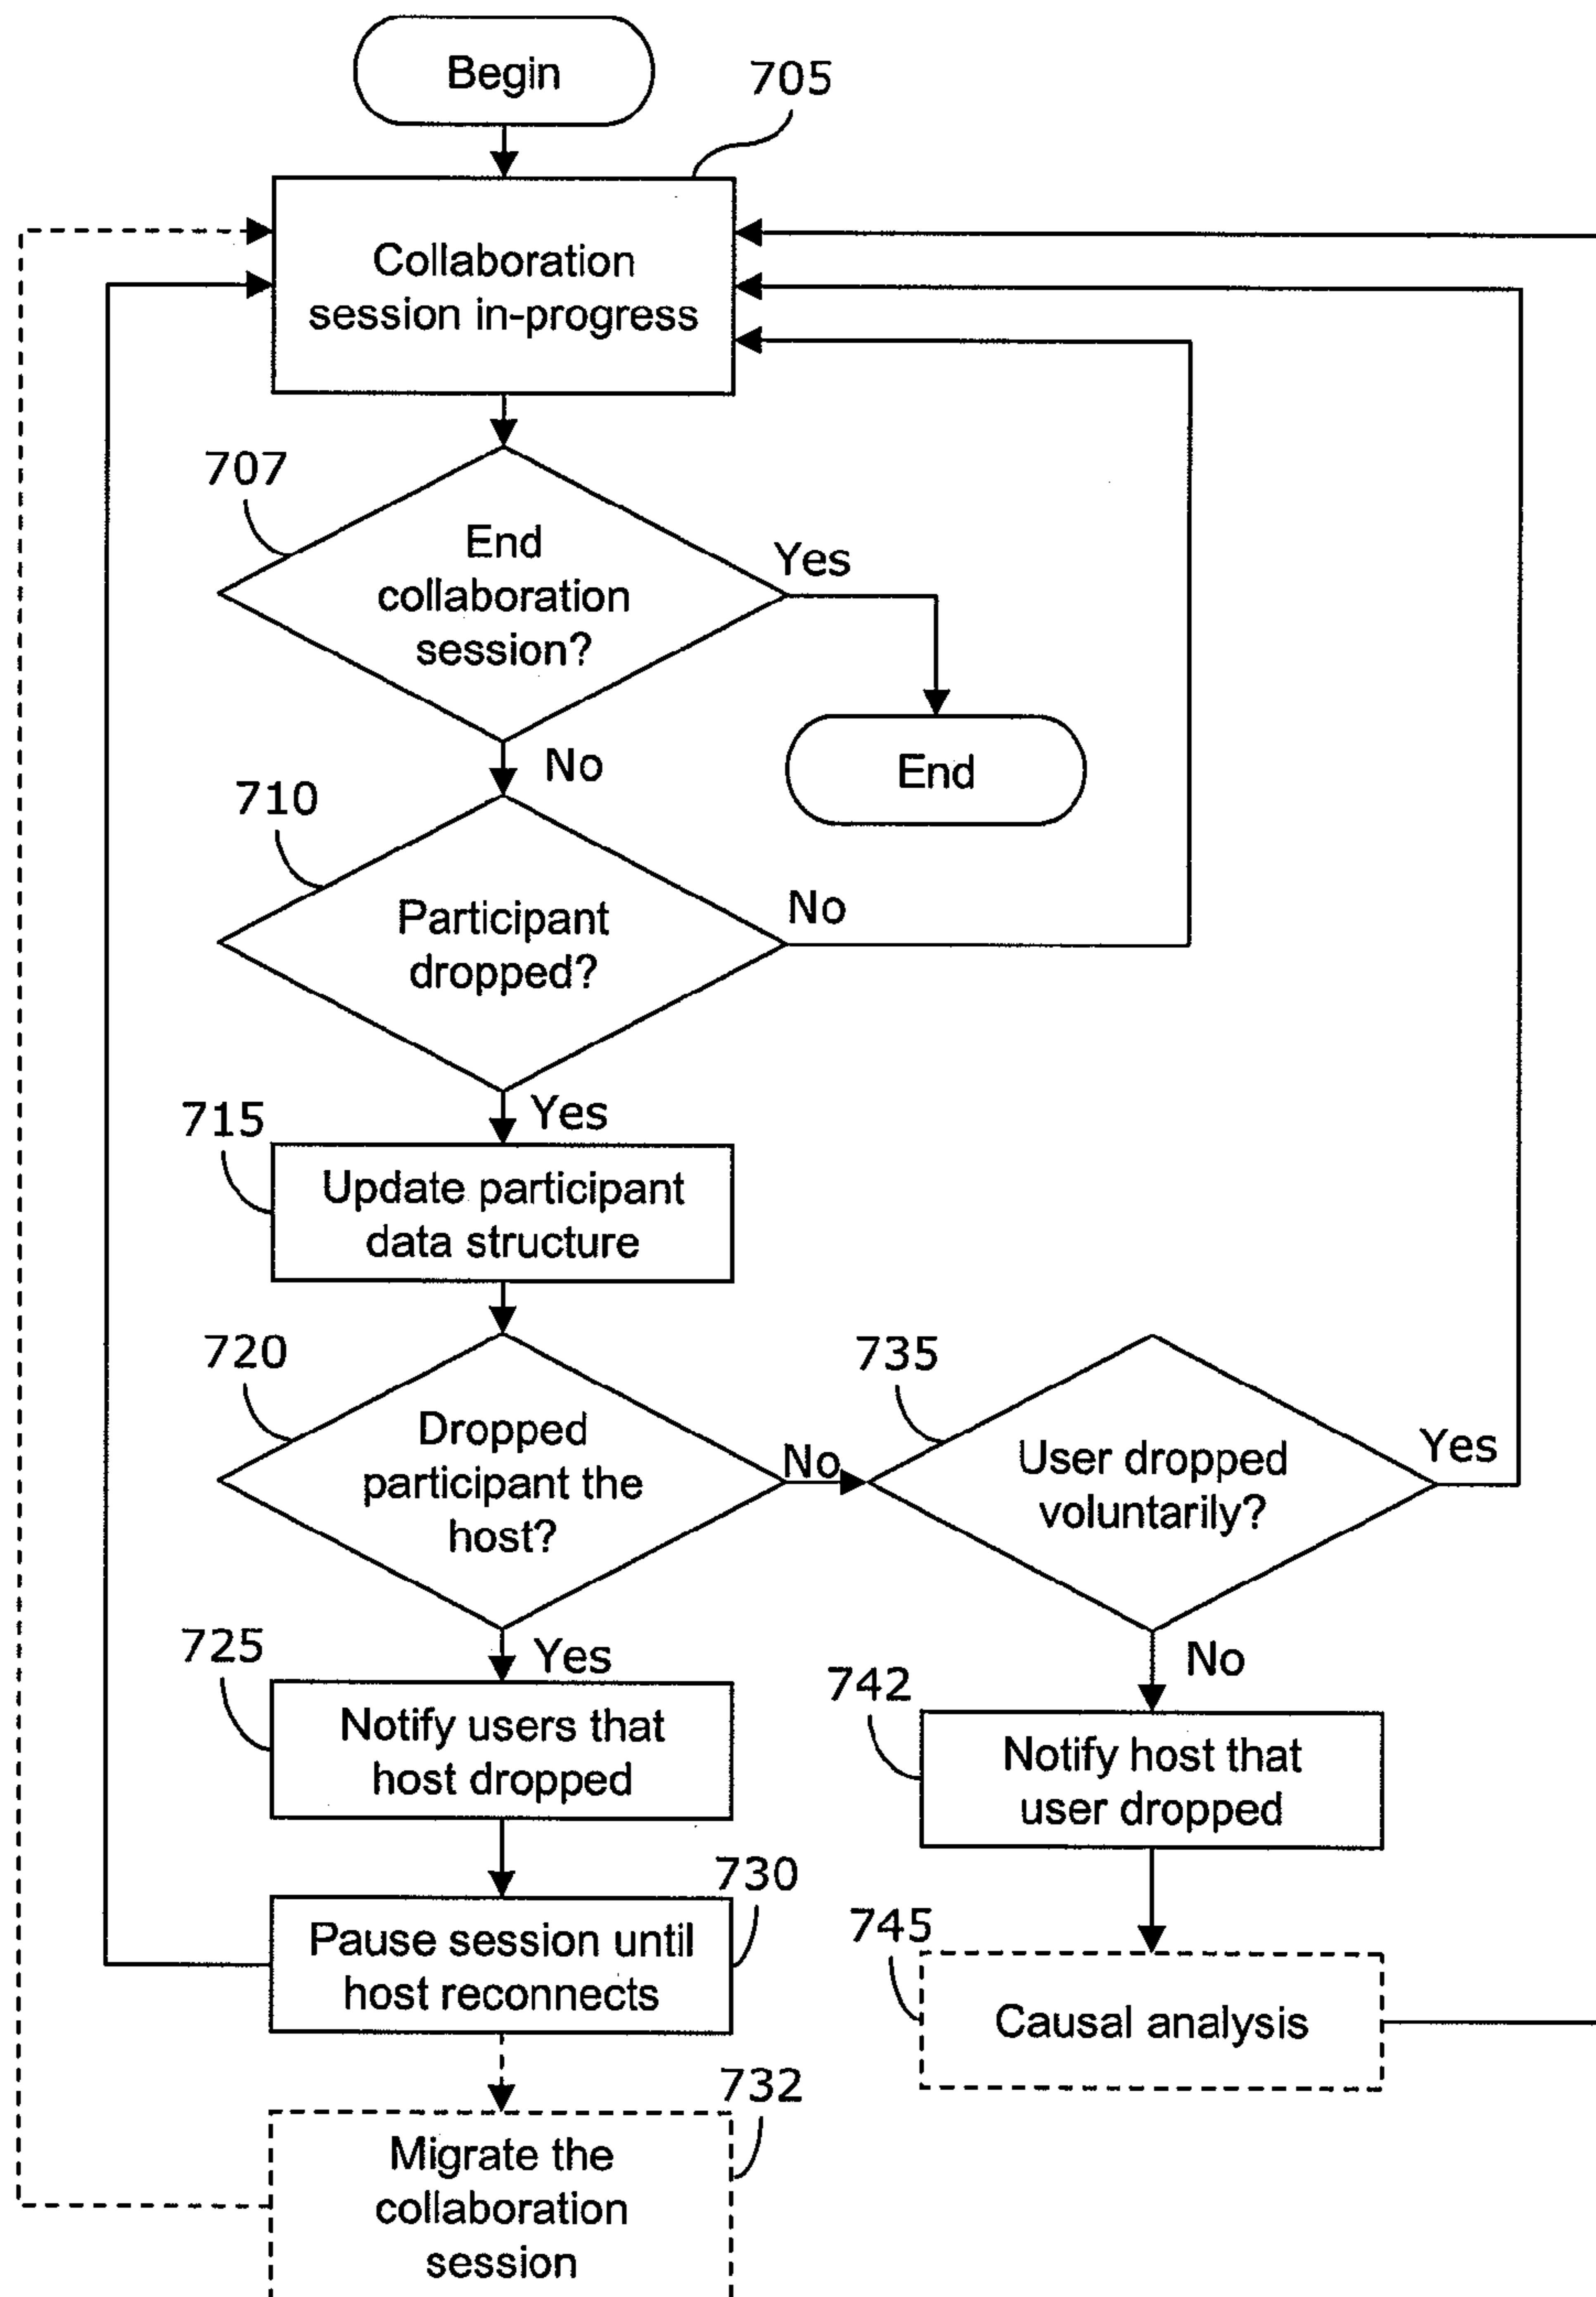 Begin
705
Collaboration
session in-progress
707
End
collaboration
session?
Yes
End
No
710
Participant
dropped?
No
Yes
715
Update participant
data structure
720
Dropped
participant the
host?
No
735
User dropped
voluntarily?
Yes
Yes
725
Notify users that
host dropped
No
742
Notify host that
user dropped
730
Pause session until
host reconnects
745
Causal analysis
732
Migrate the
collaboration
session